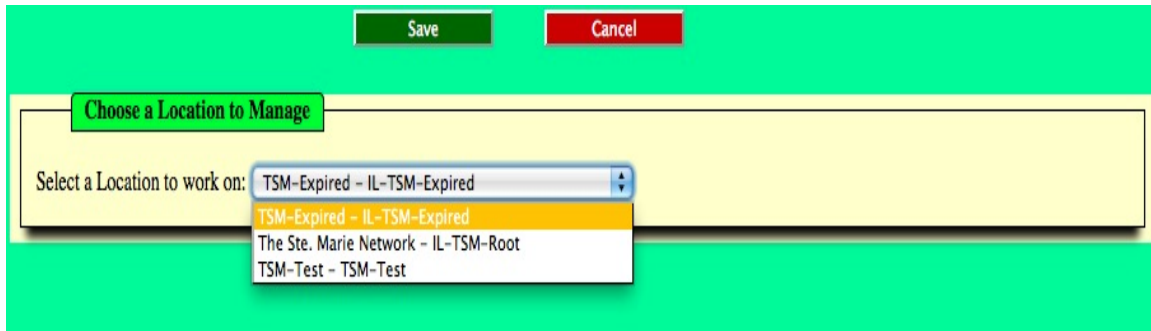 Save Cancel
Choose a Location to Manage
Select a Location to work on: TSM-Expired - IL-TSM-Expired
TSM-Expired - IL-TSM-Expired
The Ste. Marie Network - IL-TSM-Root
TSM-Test - TSM-Test